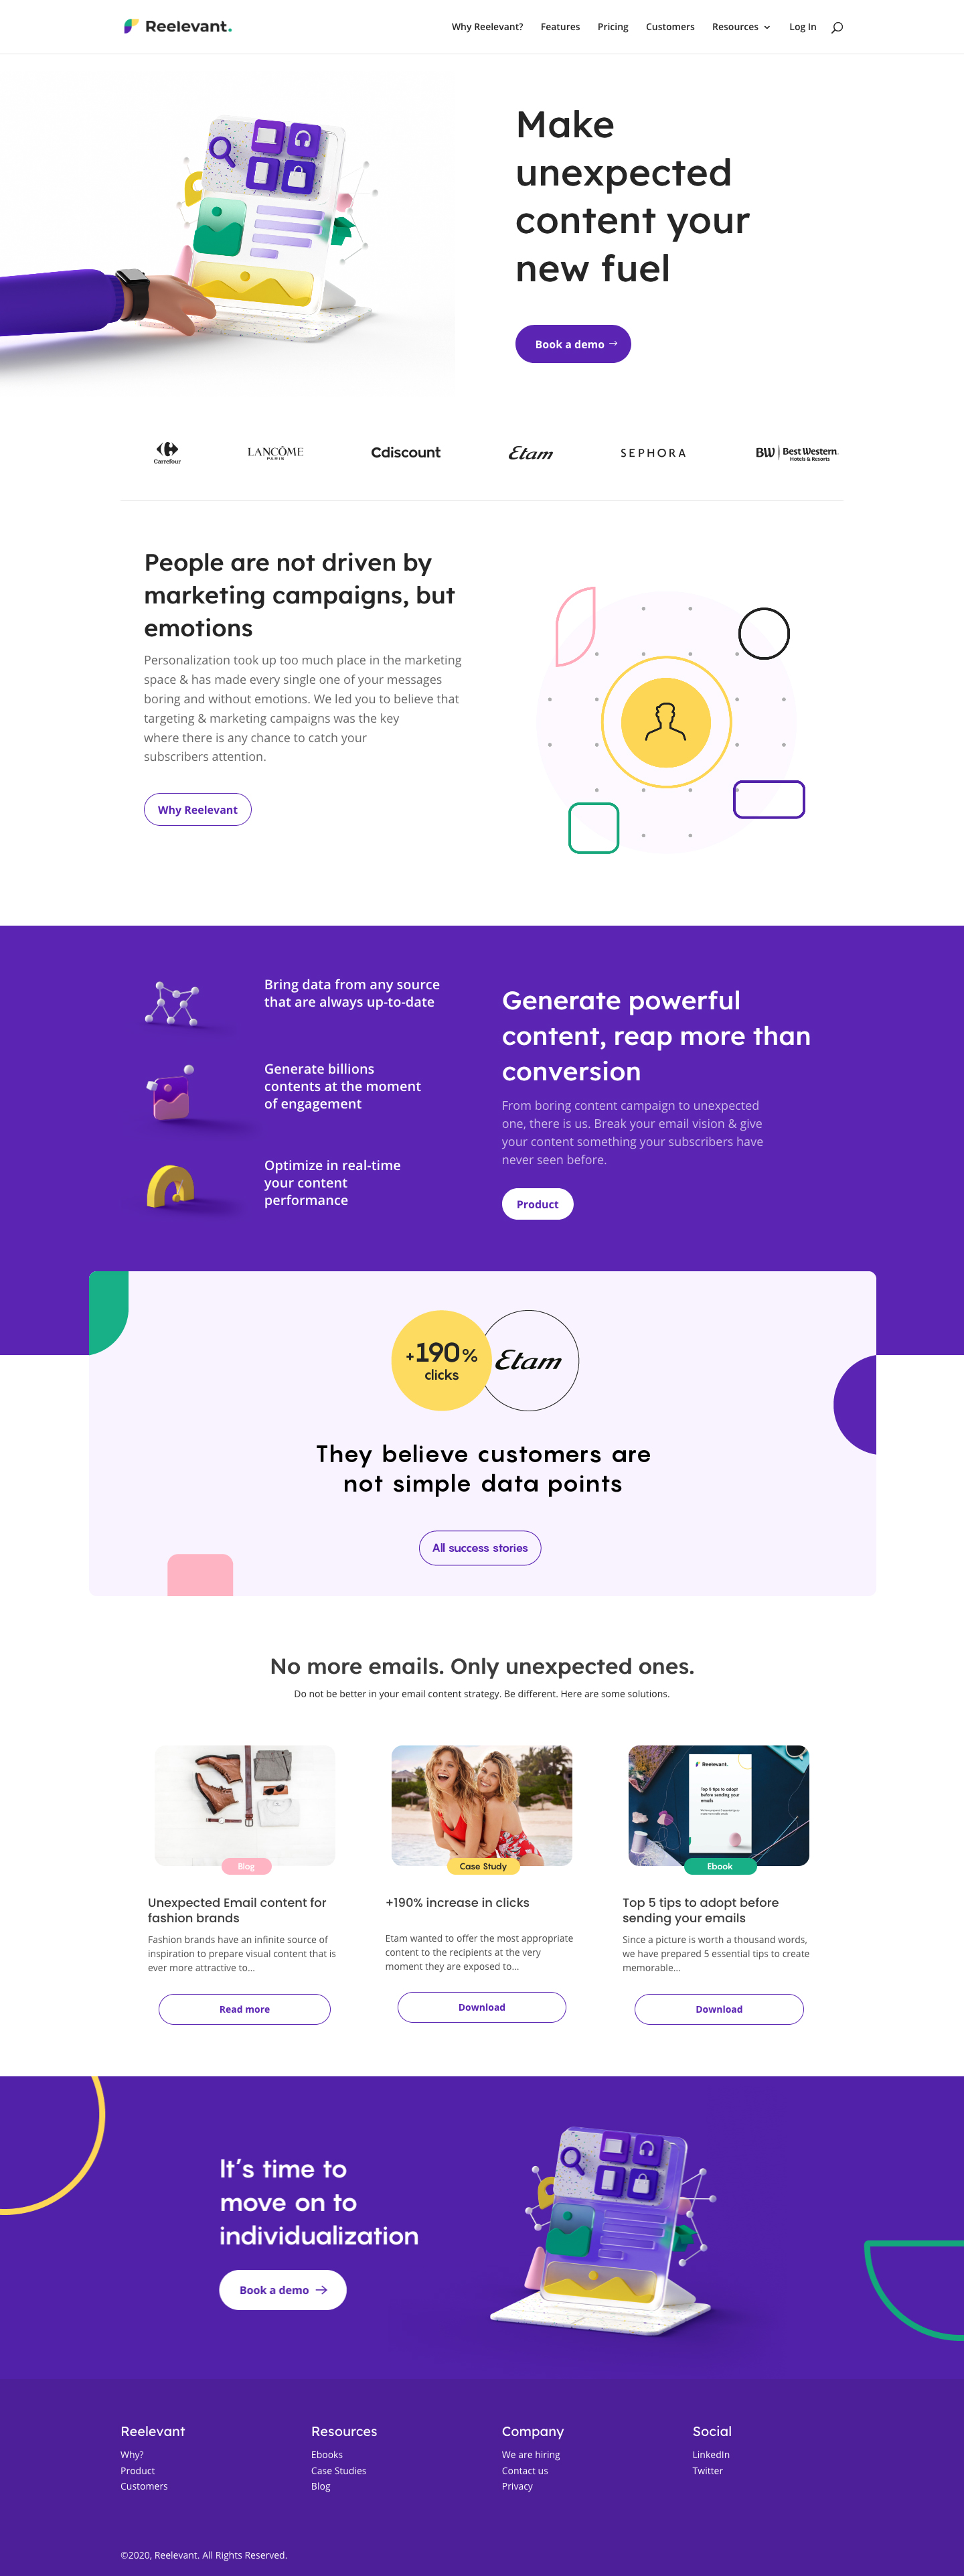 Reelevant.
Why Reelevant?
Features
Pricing
Customers
Resources
Log In
Make
unexpected
content your
new fuel
Book a demo
Carrefour
LANCÔME
PARIS
Cdiscount
Etam
SEPHORA
BW Best Western.
Hotels & Resorts
People are not driven by
marketing campaigns, but
emotions
Personalization took up too much place in the marketing
space & has made every single one of your messages
boring and without emotions. We led you to believe that
targeting & marketing campaigns was the key
where there is any chance to catch your
subscribers attention.
Why Reelevant
Bring data from any source
that are always up-to-date
Generate billions
contents at the moment
of engagement
Optimize in real-time
your content
performance
Generate powerful
content, reap more than
conversion
From boring content campaign to unexpected
one, there is us. Break your email vision & give
your content something your subscribers have
never seen before.
Product
+190%
clicks
Etam
They believe customers are
not simple data points
All success stories
No more emails. Only unexpected ones.
Do not be better in your email content strategy. Be different. Here are some solutions.
Blog
Unexpected Email content for
fashion brands
Fashion brands have an infinite source of
inspiration to prepare visual content that is
ever more attractive to...
Read more
Case Study
+190% increase in clicks
Etam wanted to offer the most appropriate
content to the recipients at the very
moment they are exposed to...
Download
Reelevant.
Top 5 tips to adopt
before sending your
emails
Ebook
Top 5 tips to adopt before
sending your emails
Since a picture is worth a thousand words,
we have prepared 5 essential tips to create
memorable...
Download
It's time to
move on to
individualization
Book a demo
Reelevant
Why?
Product
Customers
Resources
Ebooks
Case Studies
Blog
Company
We are hiring
Contact us
Privacy
Social
LinkedIn
Twitter
©2020, Reelevant. All Rights Reserved.